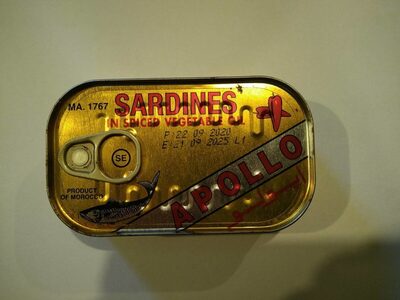 MA. 1767
SARDINES
IN SPICED VEGETABLE OIL
P:22 09 2020
E:21 09 2025 L1
SE
PRODUCT
OF MOROCCO
APOLLO